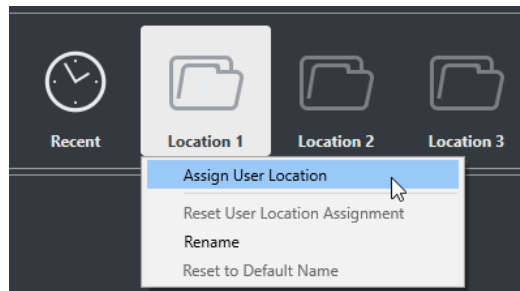 Recent
Location 1
Location 2
Location 3
Assign User Location
Reset User Location Assignment
Rename
Reset to Default Name